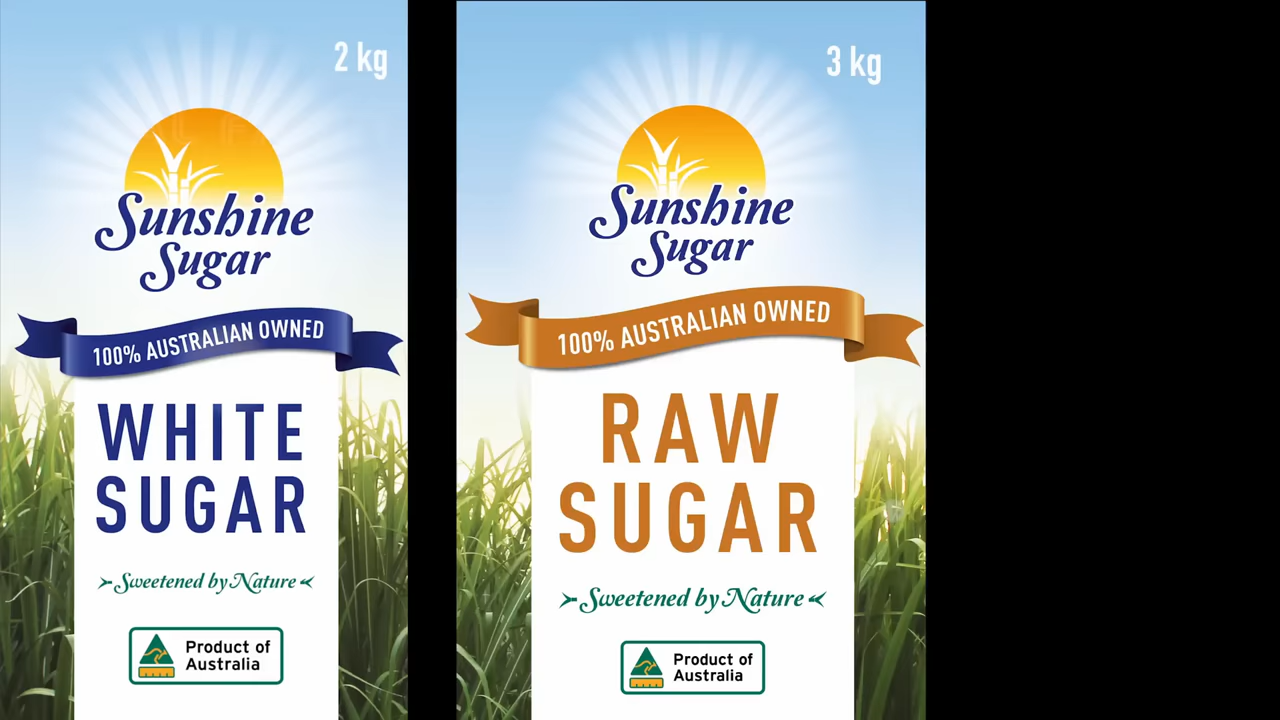 2 kg
Sunshine
Sugar
100% AUSTRALIAN OWNED
WHITE
SUGAR
Sweetened by Nature
Product of
Australia
3 kg
Sunshine
Sugar
100% AUSTRALIAN OWNED
RAW
SUGAR
Sweetened by Nature
Product of
Australia